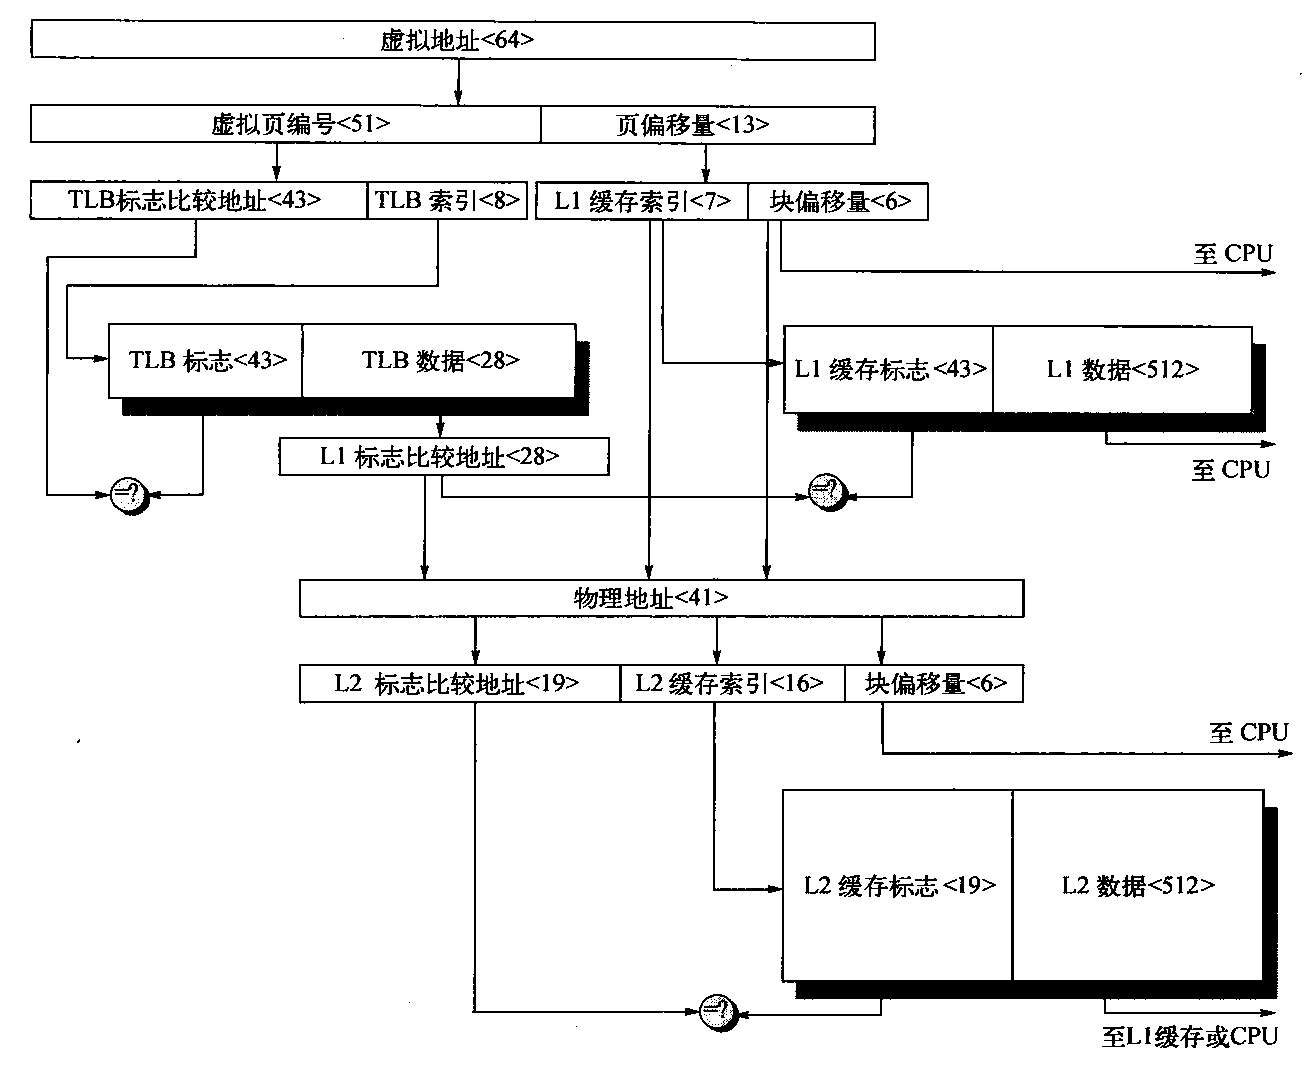 虚拟地址<64>
虚拟页编号<51> 页偏移量<13>
TLB标志比较地址<43> TLB 索引<8> L1 缓存索引<7> 块偏移量<6>
至 CPU
TLB 标志<43> TLB 数据<28> L1 缓存标志<43> L1 数据<512>
L1 标志比较地址<28>
至 CPU
=? =?
物理地址<41>
L2 标志比较地址<19> L2 缓存索引<16> 块偏移量<6>
至 CPU
L2 缓存标志<19> L2 数据<512>
=?
至L1缓存或CPU